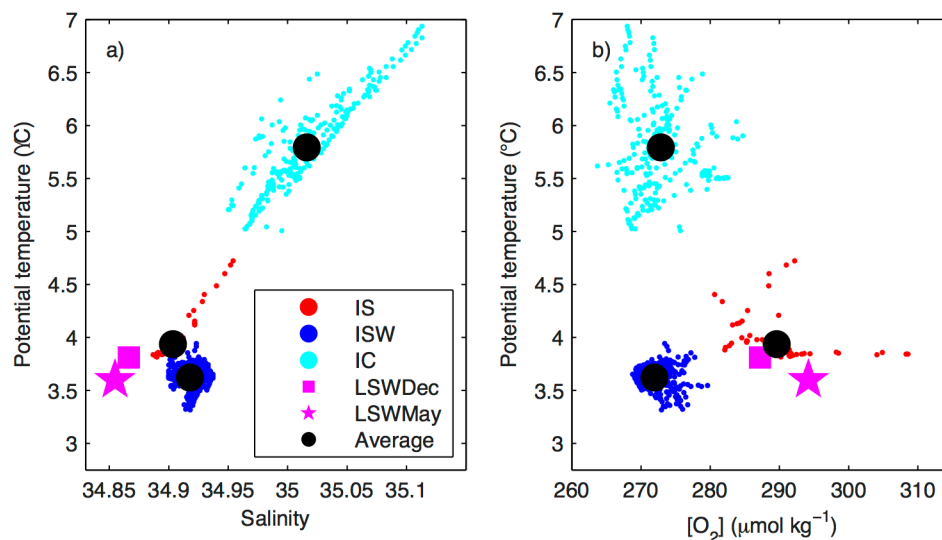 a)
7
6.5
6
5.5
5
4.5
4
3.5
3
Potential temperature (ϒC)
34.85 34.9 34.95 35 35.05 35.1
Salinity
IS
ISW
IC
LSWDec
LSWMay
Average
b)
7
6.5
6
5.5
5
4.5
4
3.5
3
Potential temperature (°C)
260 270 280 290 300 310
[O₂] (μmol kg⁻¹)